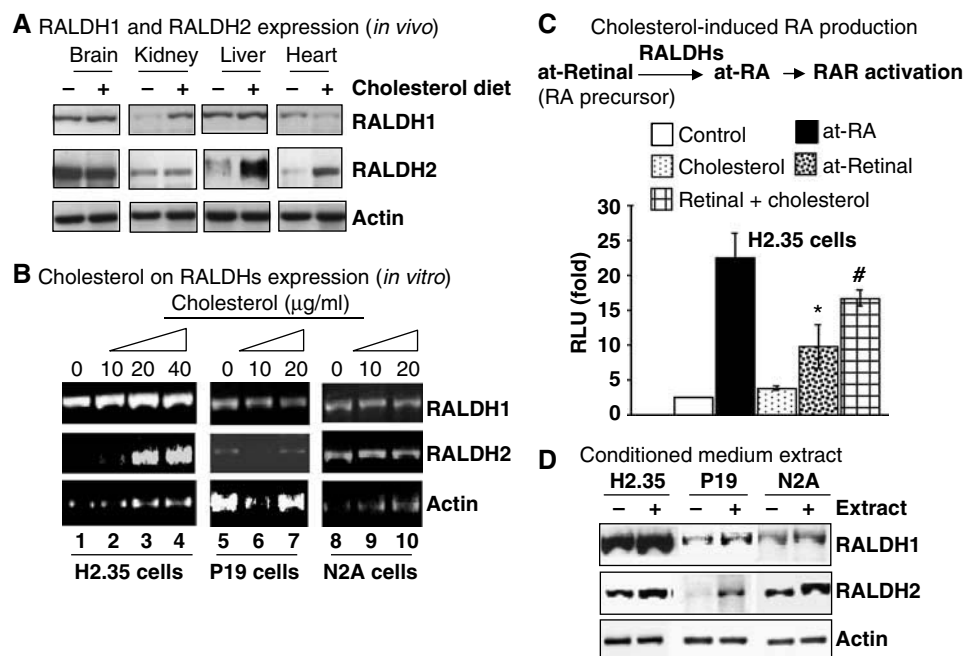 A RALDH1 and RALDH2 expression (in vivo)
Brain Kidney Liver Heart
− + − + − + − + Cholesterol diet
RALDH1
RALDH2
Actin
B Cholesterol on RALDHs expression (in vitro)
Cholesterol (μg/ml)
0 10 20 40 0 10 20 0 10 20
RALDH1
RALDH2
Actin
1 2 3 4 5 6 7 8 9 10
H2.35 cells P19 cells N2A cells
C Cholesterol-induced RA production
RALDHs
at-Retinal → at-RA → RAR activation
(RA precursor)
Control at-RA
Cholesterol at-Retinal
Retinal + cholesterol
H2.35 cells
RLU (fold)
30
25
20
15
10
5
0
* #
D Conditioned medium extract
H2.35 P19 N2A
− + − + − + Extract
RALDH1
RALDH2
Actin